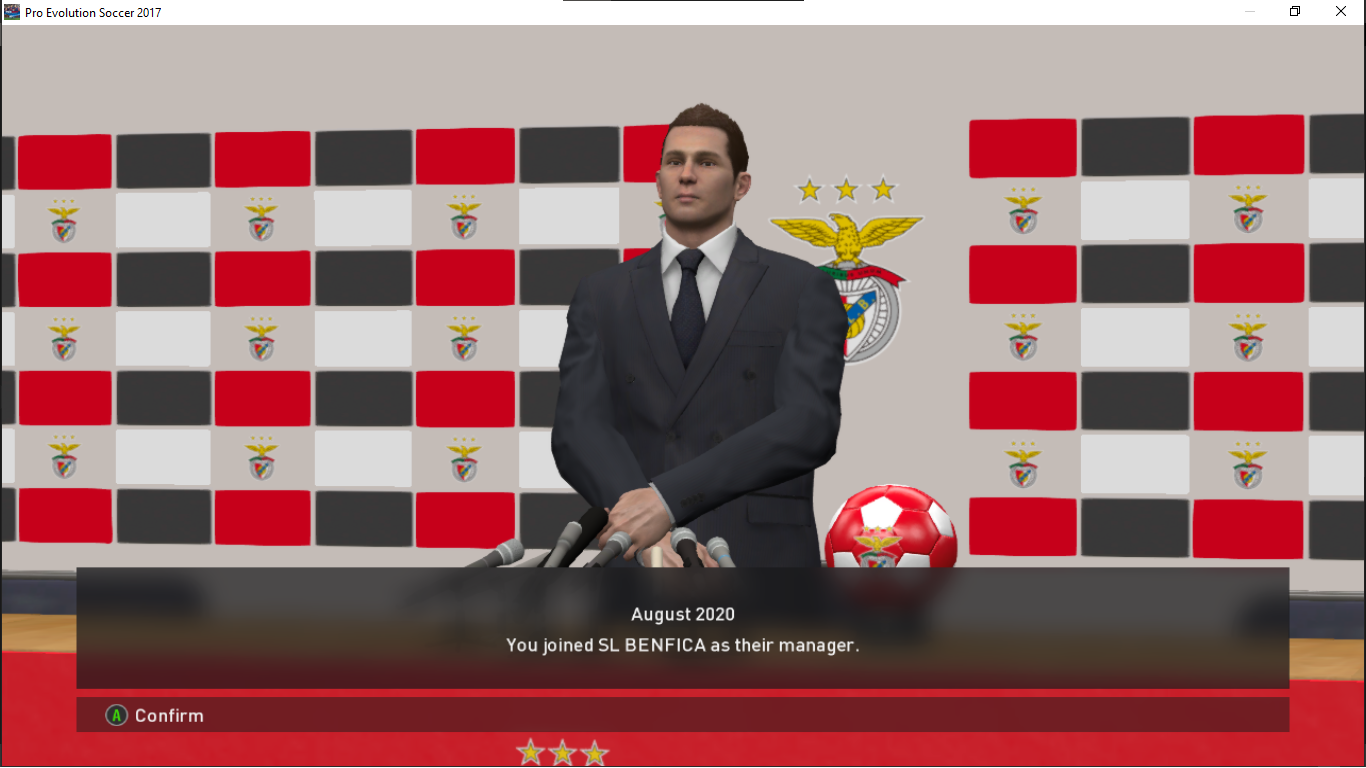 Pro Evolution Soccer 2017
August 2020
You joined SL BENFICA as their manager.
A Confirm